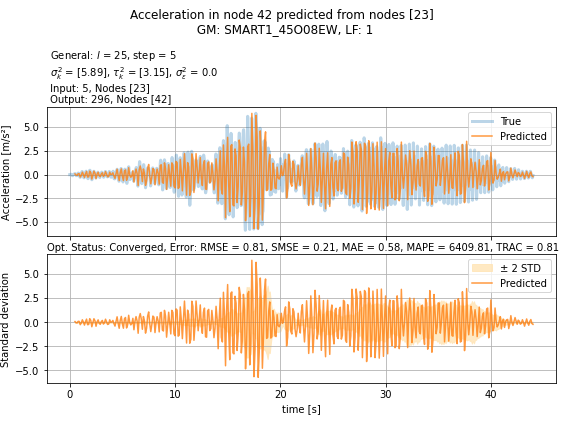 Acceleration in node 42 predicted from nodes [23]
GM: SMART1_45O08EW, LF: 1
General: l = 25, step = 5
σ²ₖ = [5.89], τ²ₖ = [3.15], σ²ε = 0.0
Input: 5, Nodes [23]
Output: 296, Nodes [42]
Acceleration [m/s²]
5.0
2.5
0.0
−2.5
−5.0
True
Predicted
Opt. Status: Converged, Error: RMSE = 0.81, SMSE = 0.21, MAE = 0.58, MAPE = 6409.81, TRAC = 0.81
Standard deviation
5.0
2.5
0.0
−2.5
−5.0
± 2 STD
Predicted
0 10 20 30 40
time [s]